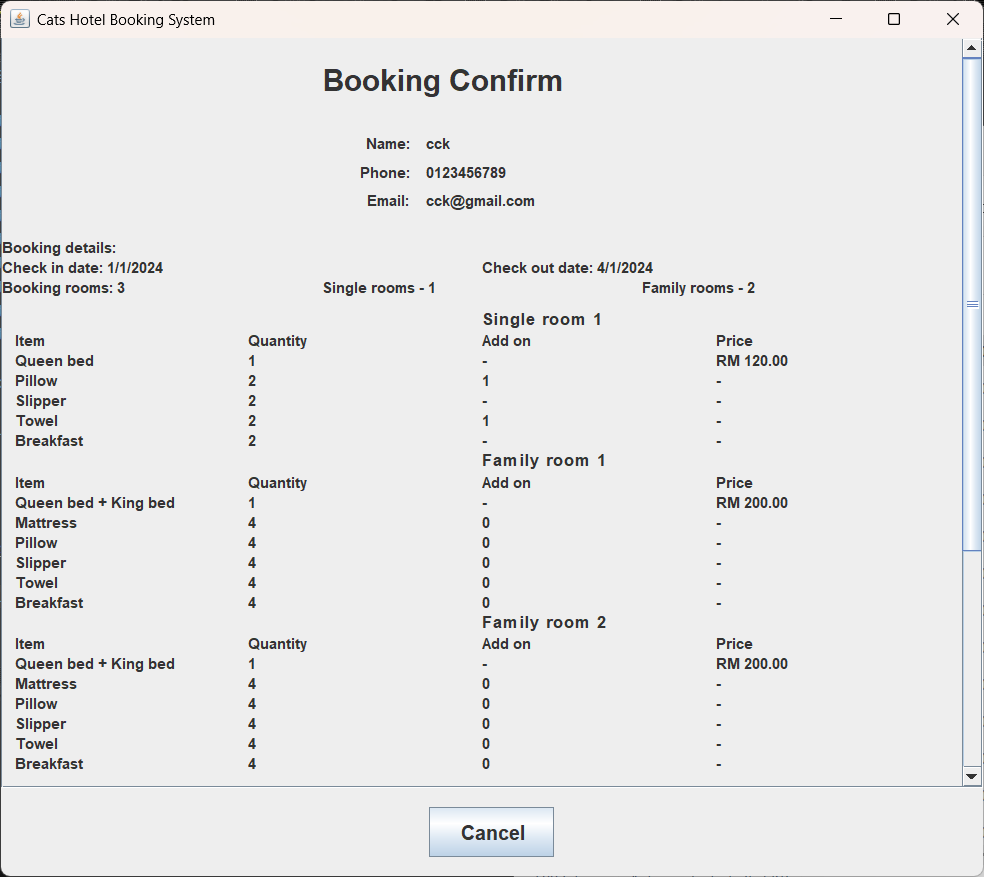 Cats Hotel Booking System
Booking Confirm
Name: cck
Phone: 0123456789
Email: cck@gmail.com
Booking details:
Check in date: 1/1/2024 Check out date: 4/1/2024
Booking rooms: 3 Single rooms - 1 Family rooms - 2
Single room 1
Item Quantity Add on Price
Queen bed 1 - RM 120.00
Pillow 2 1 -
Slipper 2 - -
Towel 2 1 -
Breakfast 2 - -
Family room 1
Item Quantity Add on Price
Queen bed + King bed 1 - RM 200.00
Mattress 4 0 -
Pillow 4 0 -
Slipper 4 0 -
Towel 4 0 -
Breakfast 4 0 -
Family room 2
Item Quantity Add on Price
Queen bed + King bed 1 - RM 200.00
Mattress 4 0 -
Pillow 4 0 -
Slipper 4 0 -
Towel 4 0 -
Breakfast 4 0 -
Cancel